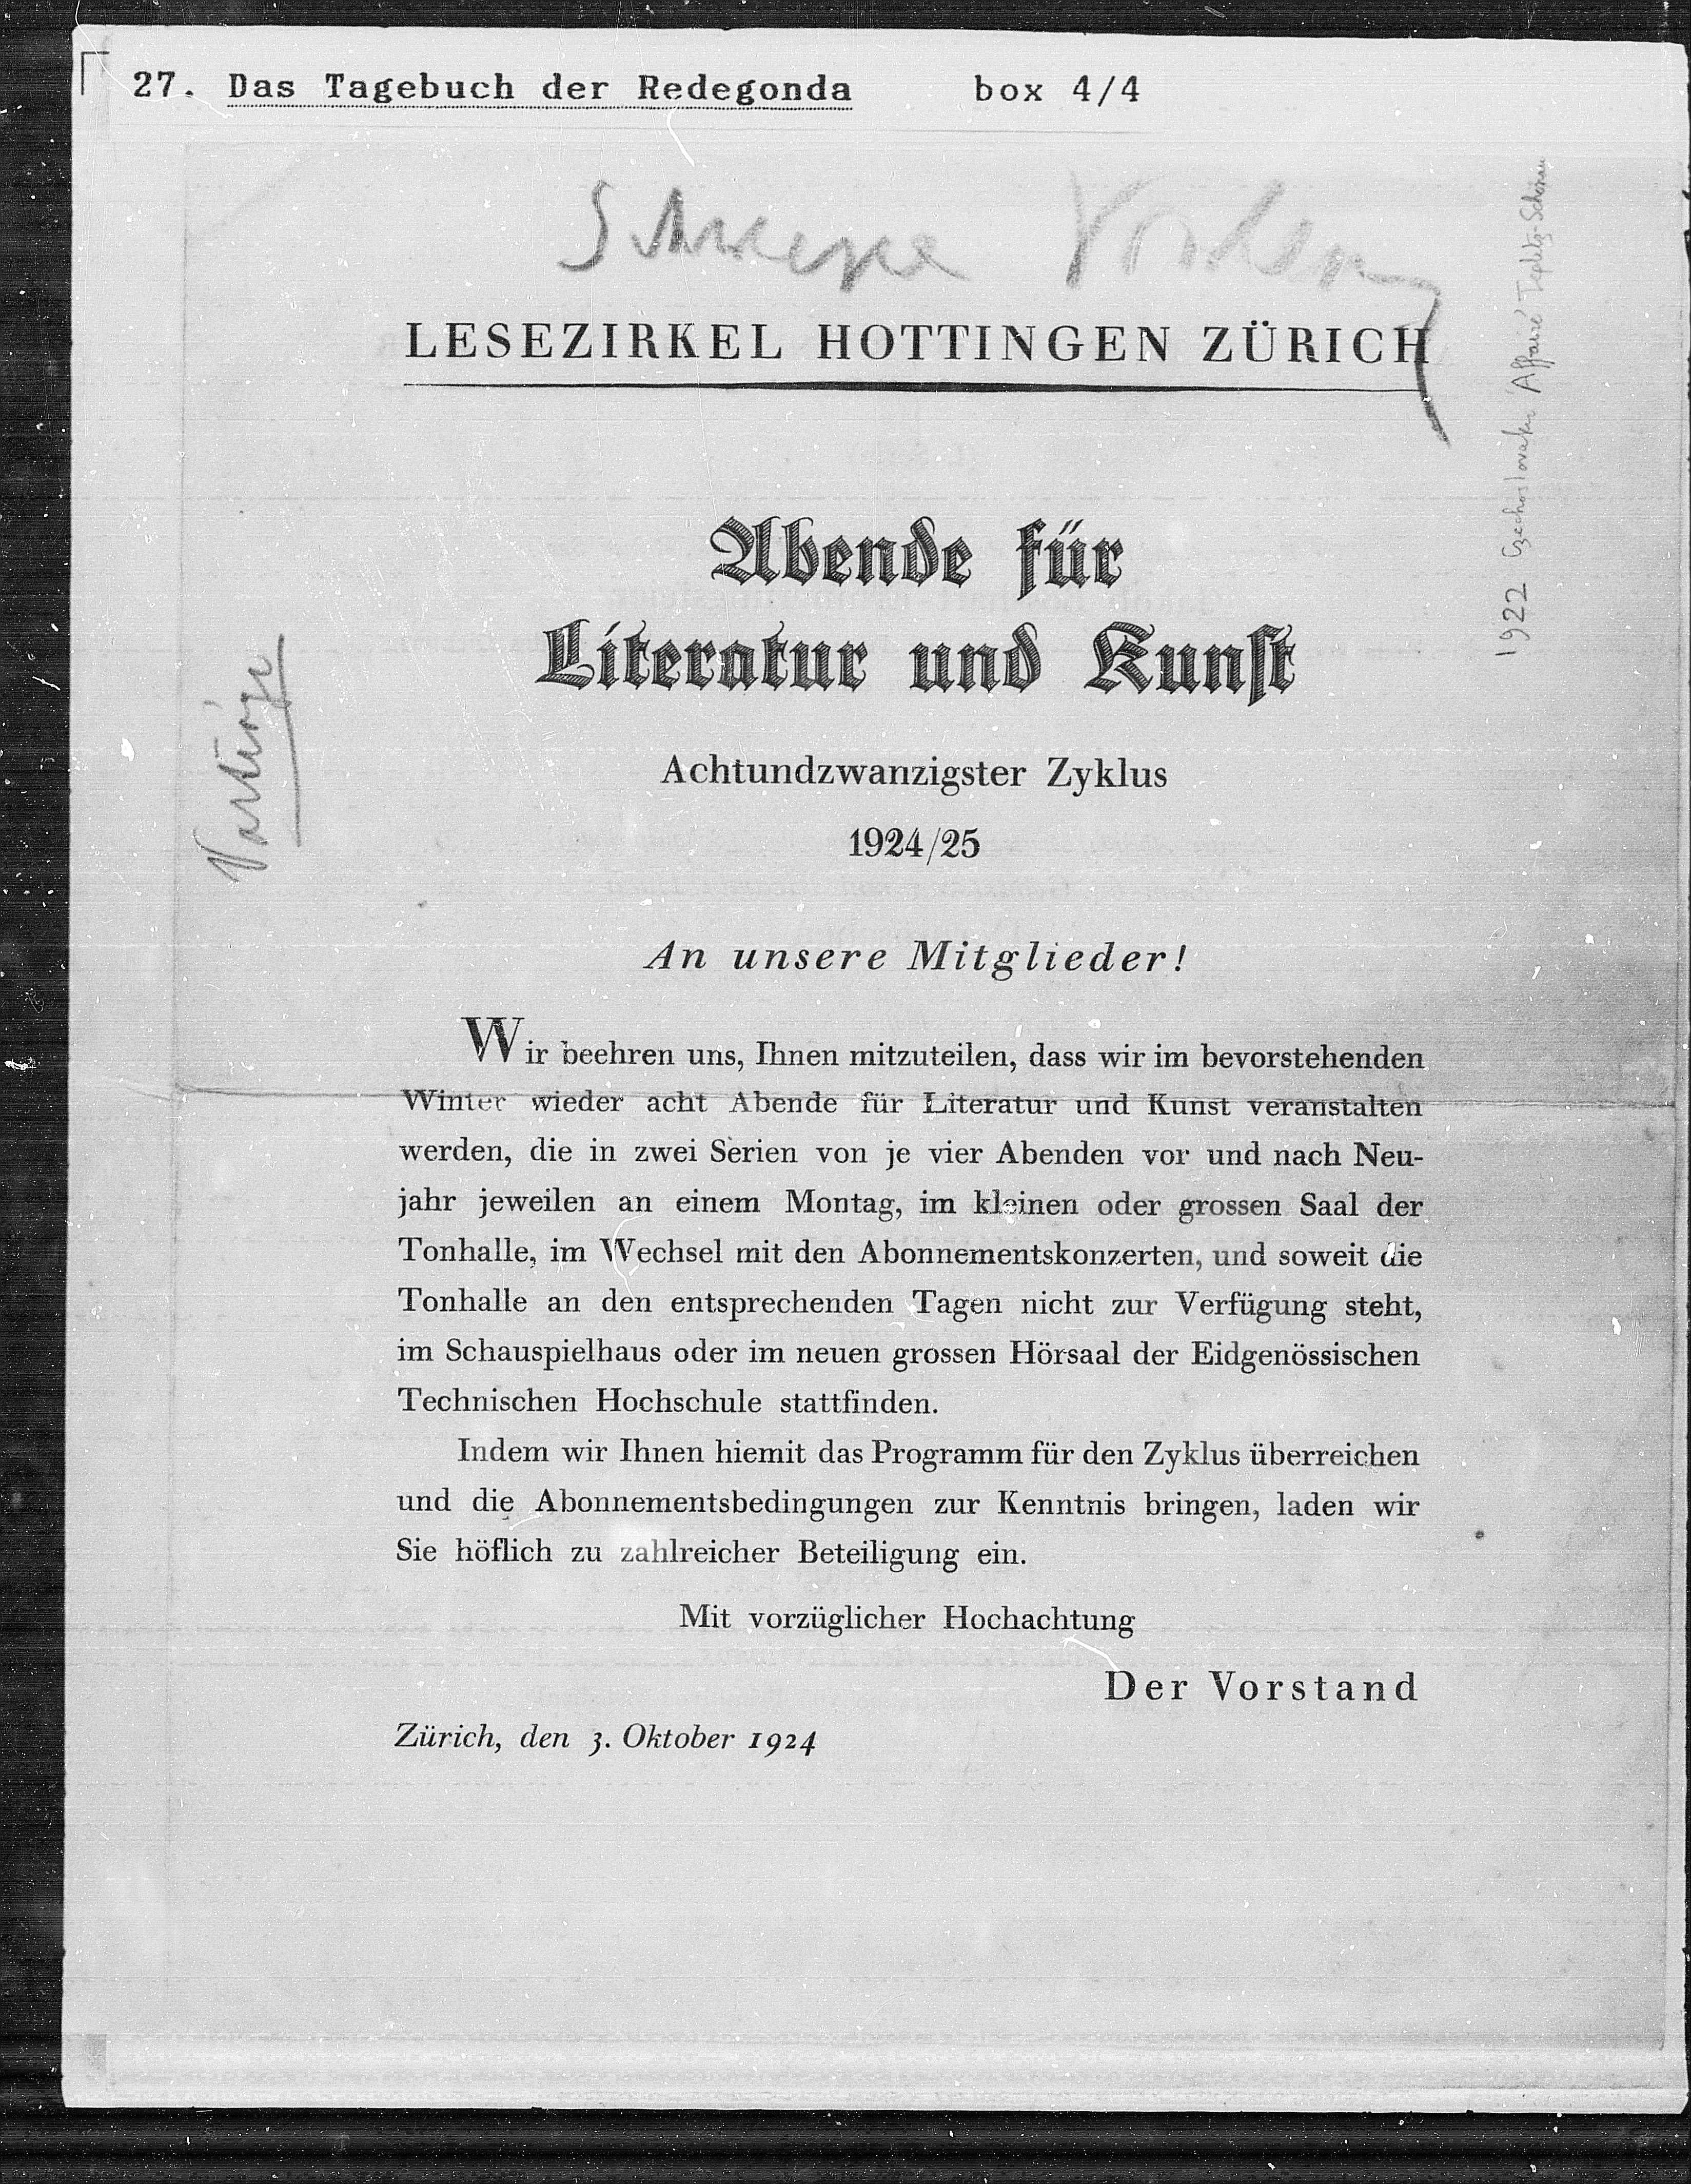 27. Das Tagebuch der Redegonda box 4/4
LESEZIRKEL HOTTINGEN ZÜRICH
1922 Czechoslovakei Affaire Teplitz-Schönau
Abende für
Literatur und Kunst
Vorträge
Achtundzwanzigster Zyklus
1924/25
An unsere Mitglieder!
Wir beehren uns, Ihnen mitzuteilen, dass wir im bevorstehenden
Winter wieder acht Abende für Literatur und Kunst veranstalten
werden, die in zwei Serien von je vier Abenden vor und nach Neu-
jahr jeweilen an einem Montag, im kleinen oder grossen Saal der
Tonhalle, im Wechsel mit den Abonnementskonzerten, und soweit die
Tonhalle an den entsprechenden Tagen nicht zur Verfügung steht,
im Schauspielhaus oder im neuen grossen Hörsaal der Eidgenössischen
Technischen Hochschule stattfinden.
Indem wir Ihnen hiemit das Programm für den Zyklus überreichen
und die Abonnementsbedingungen zur Kenntnis bringen, laden wir
Sie höflich zu zahlreicher Beteiligung ein.
Mit vorzüglicher Hochachtung
Der Vorstand
Zürich, den 3. Oktober 1924